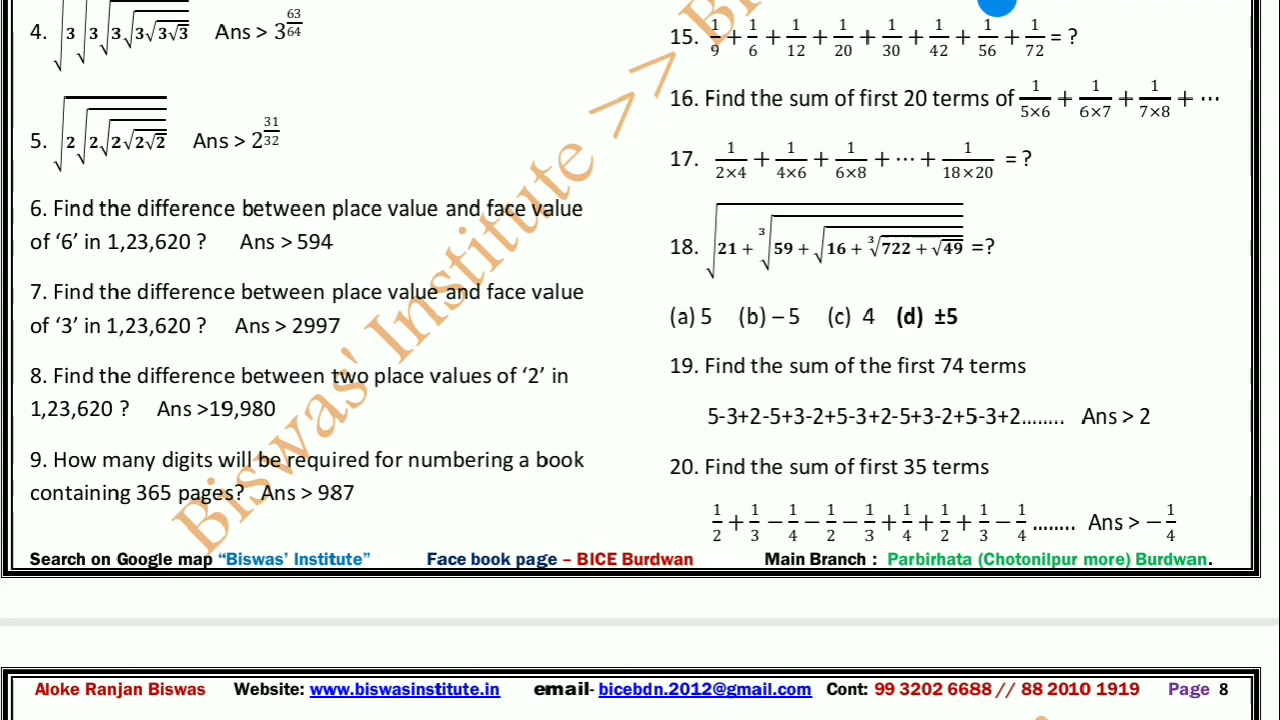 4. √3√3√3√3√3√3 Ans > 3^(63/64)
5. √2√2√2√2√2 Ans > 2^(31/32)
6. Find the difference between place value and face value
of ‘6’ in 1,23,620 ? Ans > 594
7. Find the difference between place value and face value
of ‘3’ in 1,23,620 ? Ans > 2997
8. Find the difference between two place values of ‘2’ in
1,23,620 ? Ans >19,980
9. How many digits will be required for numbering a book
containing 365 pages? Ans > 987
15. 1/9 + 1/6 + 1/12 + 1/20 + 1/30 + 1/42 + 1/56 + 1/72 = ?
16. Find the sum of first 20 terms of 1/(5×6) + 1/(6×7) + 1/(7×8) + ⋯
17. 1/(2×4) + 1/(4×6) + 1/(6×8) + ⋯ + 1/(18×20) = ?
18. √(21 + ³√(59 + √(16 + ³√(722 + √49)))) =?
(a) 5 (b) – 5 (c) 4 (d) ±5
19. Find the sum of the first 74 terms
5-3+2-5+3-2+5-3+2-5+3-2+5-3+2........ Ans > 2
20. Find the sum of first 35 terms
1/2 + 1/3 − 1/4 − 1/2 − 1/3 + 1/4 + 1/2 + 1/3 − 1/4 ........ Ans > − 1/4
Biswas' Institute >> B
Search on Google map “Biswas’ Institute” Face book page – BICE Burdwan Main Branch : Parbirhata (Chotonilpur more) Burdwan.
Aloke Ranjan Biswas Website: www.biswasinstitute.in email- bicebdn.2012@gmail.com Cont: 99 3202 6688 // 88 2010 1919 Page 8